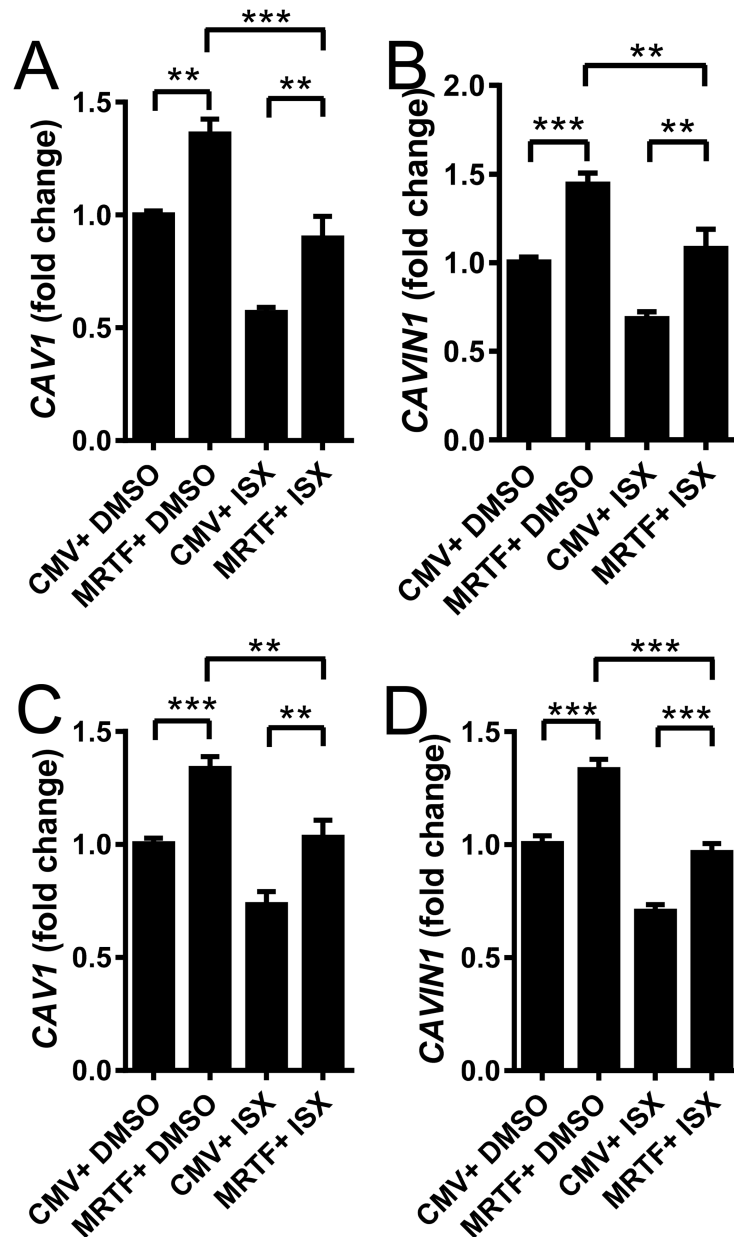 A
***
**
**
CAV1 (fold change)
1.5
1.0
0.5
0.0
CMV+ DMSO
MRTF+ DMSO
CMV+ ISX
MRTF+ ISX
B
**
***
**
CAVIN1 (fold change)
2.0
1.5
1.0
0.5
0.0
CMV+ DMSO
MRTF+ DMSO
CMV+ ISX
MRTF+ ISX
C
**
***
**
CAV1 (fold change)
1.5
1.0
0.5
0.0
CMV+ DMSO
MRTF+ DMSO
CMV+ ISX
MRTF+ ISX
D
***
***
***
CAVIN1 (fold change)
1.5
1.0
0.5
0.0
CMV+ DMSO
MRTF+ DMSO
CMV+ ISX
MRTF+ ISX